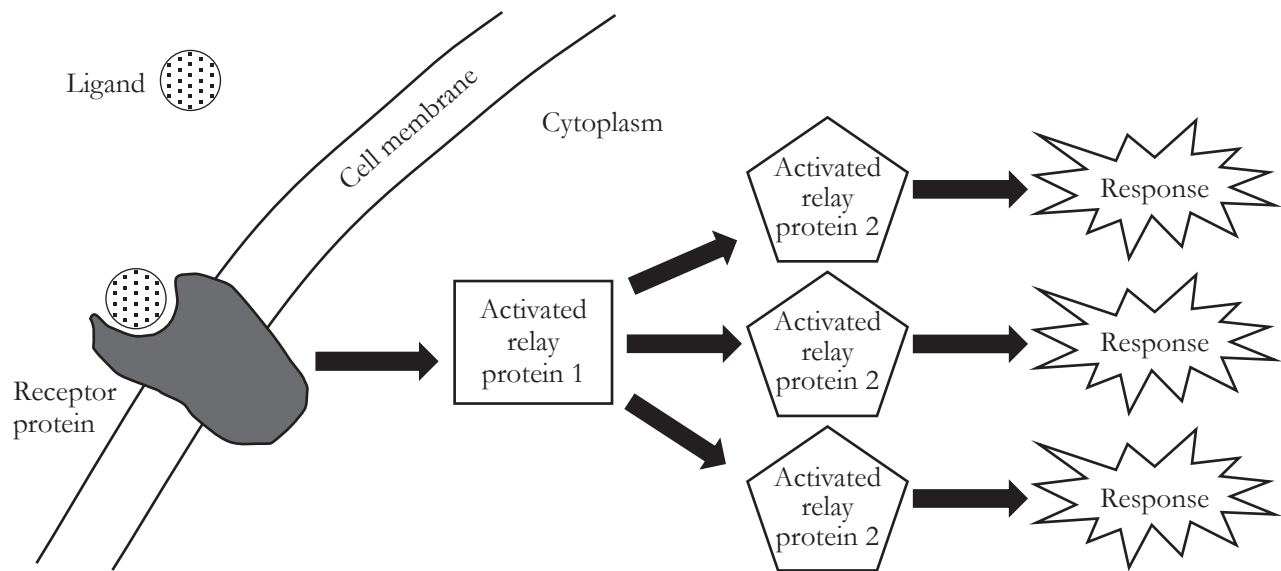 Ligand
Cell membrane
Cytoplasm
Receptor
protein
Activated
relay
protein 1
Activated
relay
protein 2
Response
Activated
relay
protein 2
Response
Activated
relay
protein 2
Response